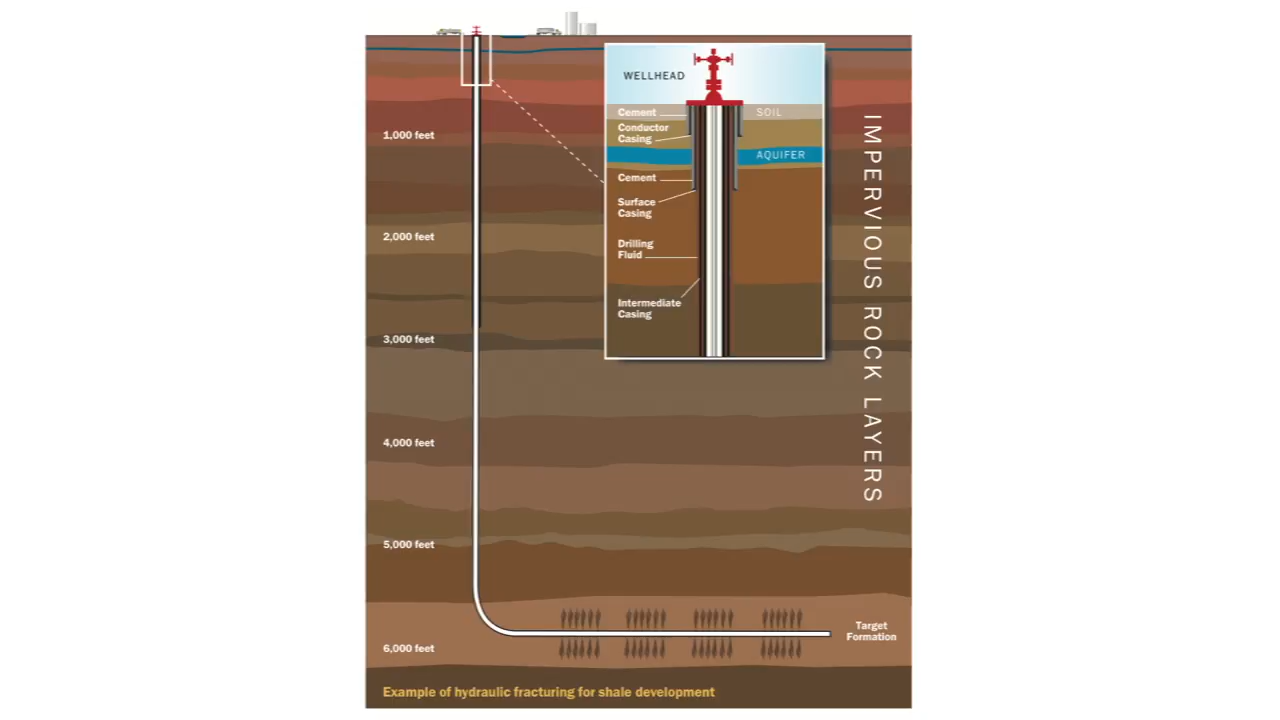 WELLHEAD
Cement
SOIL
Conductor
Casing
AQUIFER
Cement
Surface
Casing
Drilling
Fluid
Intermediate
Casing
IMPERVIOUS ROCK LAYERS
1,000 feet
2,000 feet
3,000 feet
4,000 feet
5,000 feet
6,000 feet
Target
Formation
Example of hydraulic fracturing for shale development